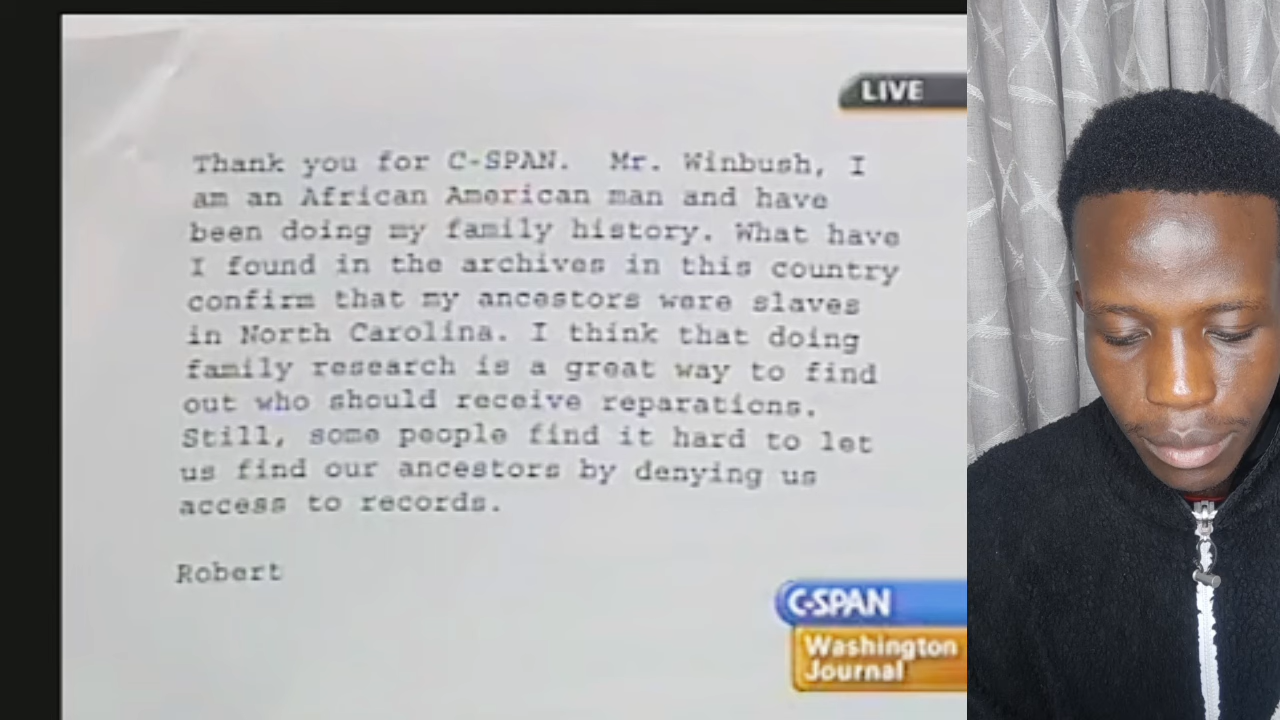 LIVE
Thank you for C-SPAN. Mr. Winbush, I
am an African American man and have
been doing my family history. What have
I found in the archives in this country
confirm that my ancestors were slaves
in North Carolina. I think that doing
family research is a great way to find
out who should receive reparations.
Still, some people find it hard to let
us find our ancestors by denying us
access to records.
Robert
C-SPAN
Washington
Journal